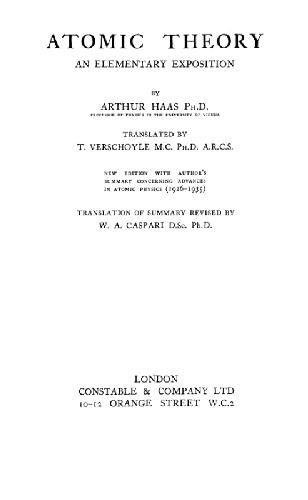 ATOMIC THEORY
AN ELEMENTARY EXPOSITION
BY
ARTHUR HAAS PH.D.
PROFESSOR OF PHYSICS IN THE UNIVERSITY OF VIENNA
TRANSLATED BY
T. VERSCHOYLE M.C. PH.D. A.R.C.S.
NEW EDITION WITH AUTHOR'S
SUMMARY CONCERNING ADVANCES
IN ATOMIC PHYSICS (1926-1935)
TRANSLATION OF SUMMARY REVISED BY
W. A. CASPARI D.Sc. Ph.D.
LONDON
CONSTABLE & COMPANY LTD
10-12 ORANGE STREET W.C.2